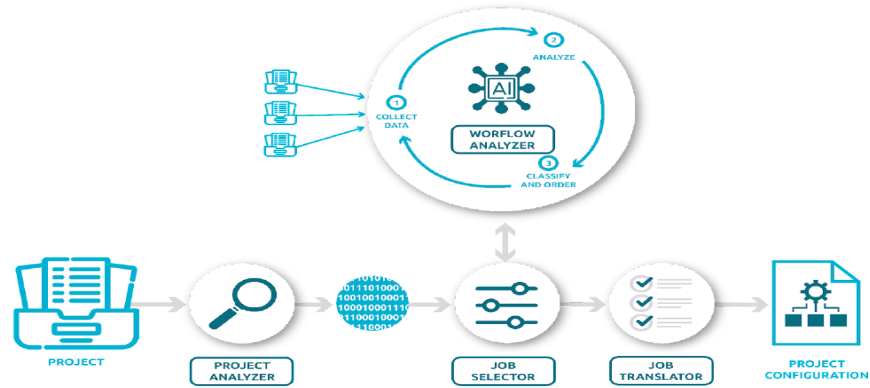 2
ANALYZE
AI
1
COLLECT
DATA
WORFLOW
ANALYZER
3
CLASSIFY
AND ORDER
PROJECT
PROJECT
ANALYZER
JOB
SELECTOR
JOB
TRANSLATOR
PROJECT
CONFIGURATION